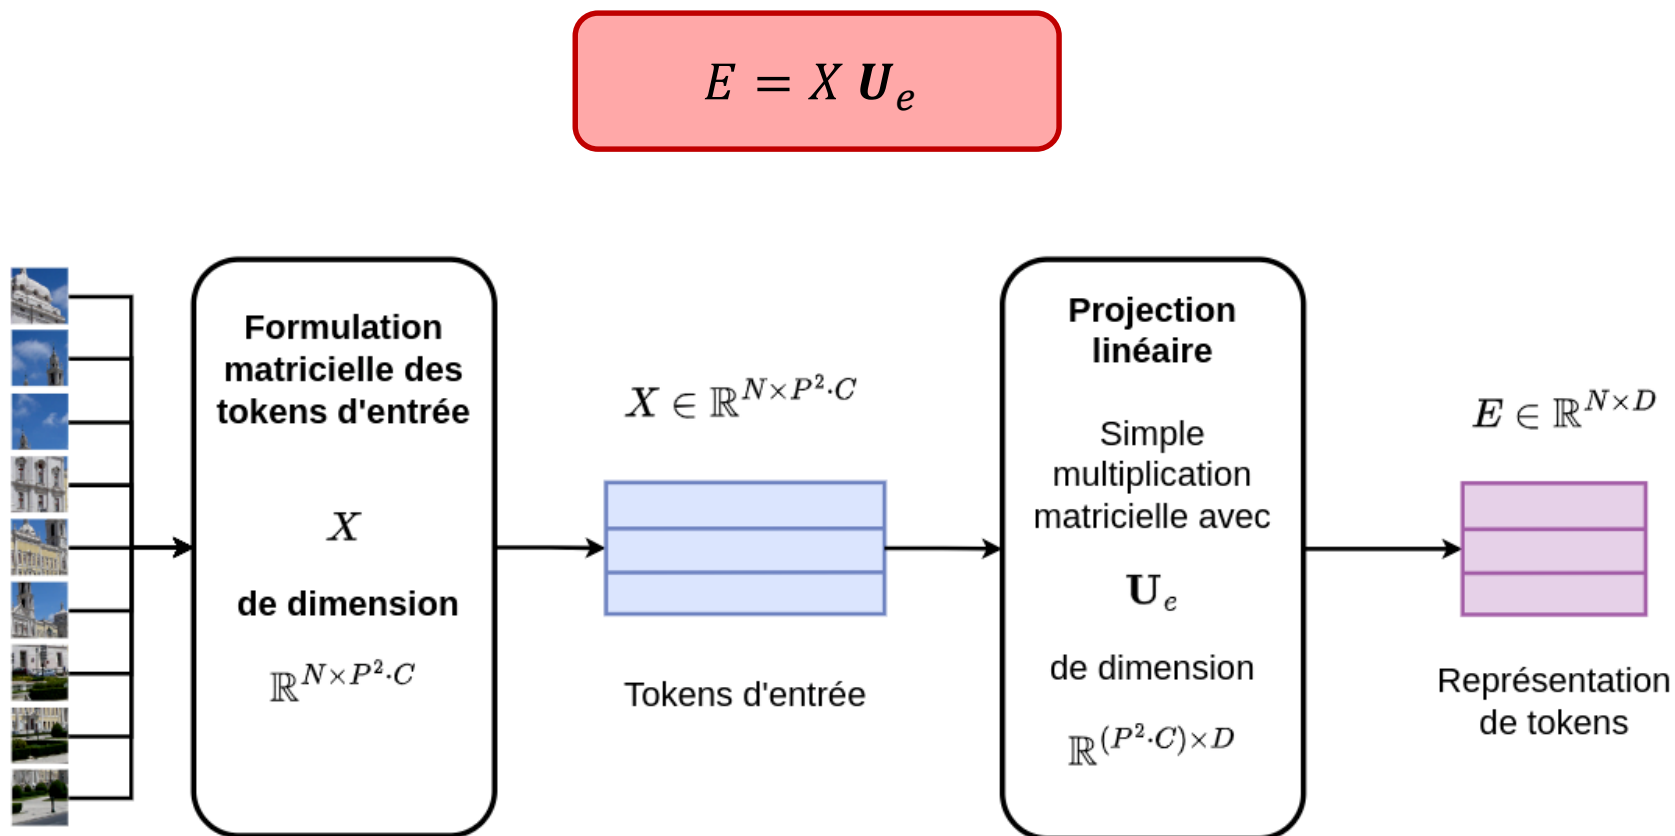 E = X U_e
Formulation
matricielle des
tokens d'entrée
X
de dimension
ℝ^{N×P²·C}
X ∈ ℝ^{N×P²·C}
Tokens d'entrée
Projection
linéaire
Simple
multiplication
matricielle avec
U_e
de dimension
ℝ^{(P²·C)×D}
E ∈ ℝ^{N×D}
Représentation
de tokens